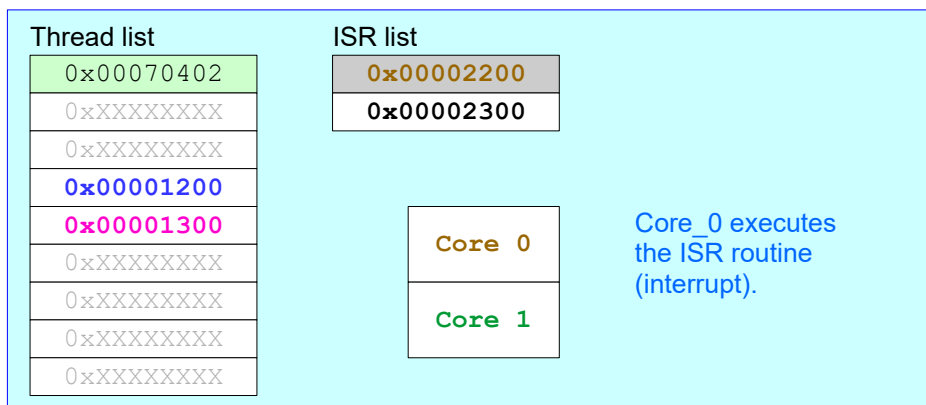 Thread list
0x00070402
0xXXXXXXXX
0xXXXXXXXX
0x00001200
0x00001300
0xXXXXXXXX
0xXXXXXXXX
0xXXXXXXXX
0xXXXXXXXX
ISR list
0x00002200
0x00002300
Core 0
Core 1
Core_0 executes
the ISR routine
(interrupt).